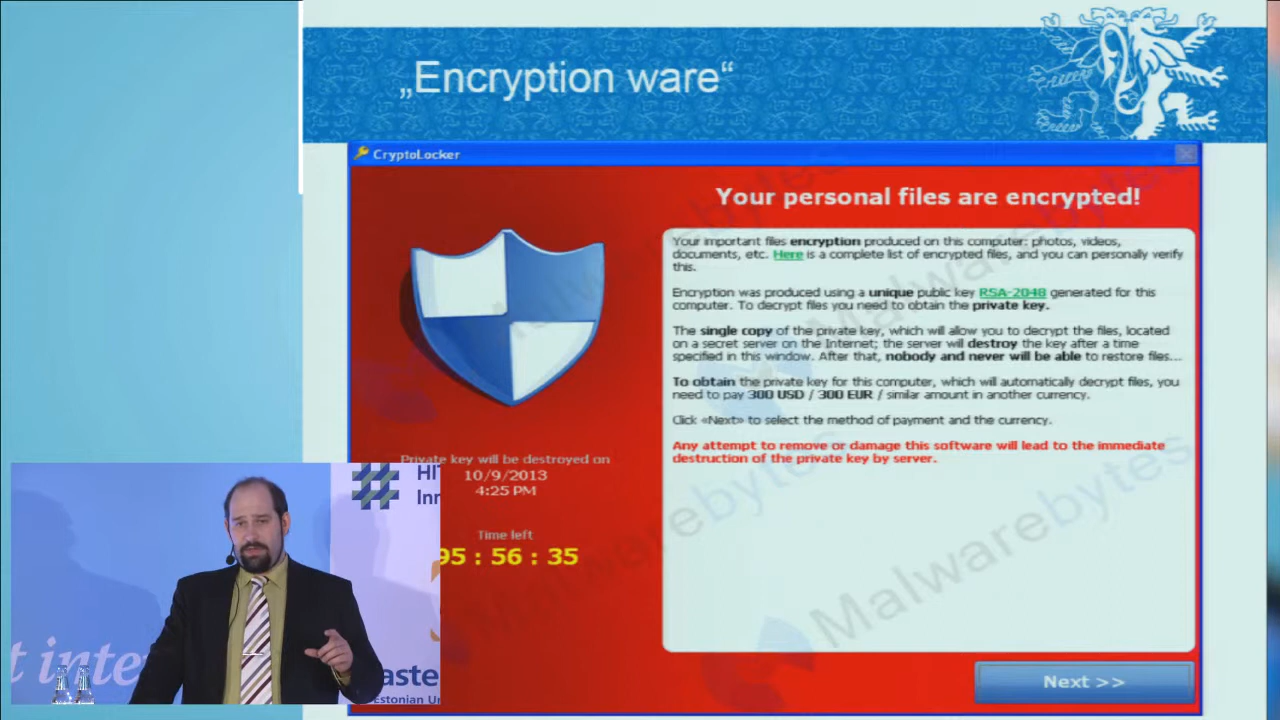 „Encryption ware“
CryptoLocker
Your personal files are encrypted!
Your important files encryption produced on this computer: photos, videos,
documents, etc. Here is a complete list of encrypted files, and you can personally verify
this.
Encryption was produced using a unique public key RSA-2048 generated for this
computer. To decrypt files you need to obtain the private key.
The single copy of the private key, which will allow you to decrypt the files, located
on a secret server on the Internet; the server will destroy the key after a time
specified in this window. After that, nobody and never will be able to restore files...
To obtain the private key for this computer, which will automatically decrypt files, you
need to pay 300 USD / 300 EUR / similar amount in another currency.
Click «Next» to select the method of payment and the currency.
Any attempt to remove or damage this software will lead to the immediate
destruction of the private key by server.
Private key will be destroyed on
10/9/2013
4:25 PM
Time left
95 : 56 : 35
Next >>
Malwarebytes
Malwarebytes
Malwarebytes
Malwarebytes
HI
Inn
t inte
aste
Estonian Un